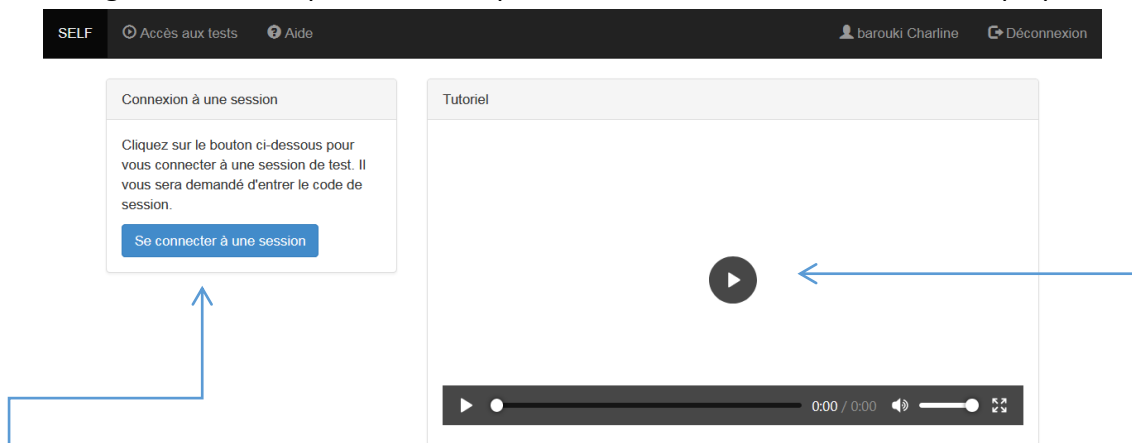 SELF Accès aux tests Aide barouki Charline Déconnexion
Connexion à une session
Cliquez sur le bouton ci-dessous pour
vous connecter à une session de test. Il
vous sera demandé d'entrer le code de
session.
Se connecter à une session
Tutoriel
0:00 / 0:00